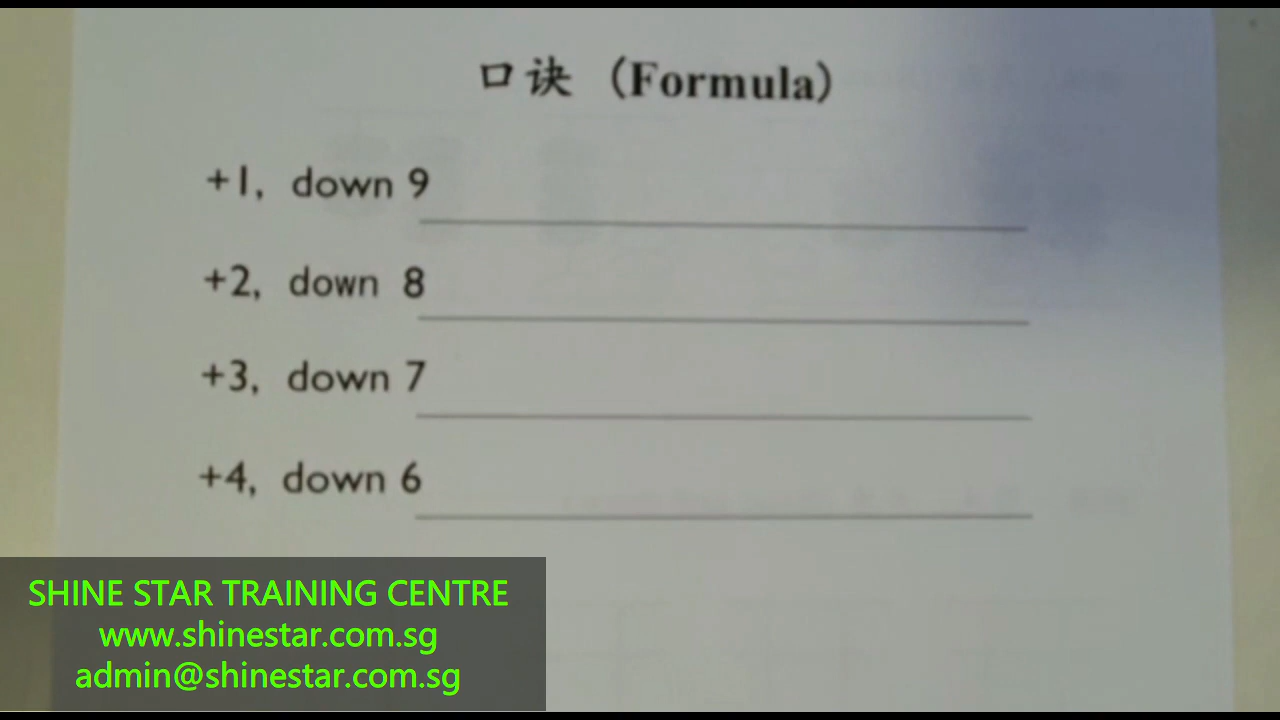 口诀 (Formula)
+1, down 9
+2, down 8
+3, down 7
+4, down 6
SHINE STAR TRAINING CENTRE
www.shinestar.com.sg
admin@shinestar.com.sg